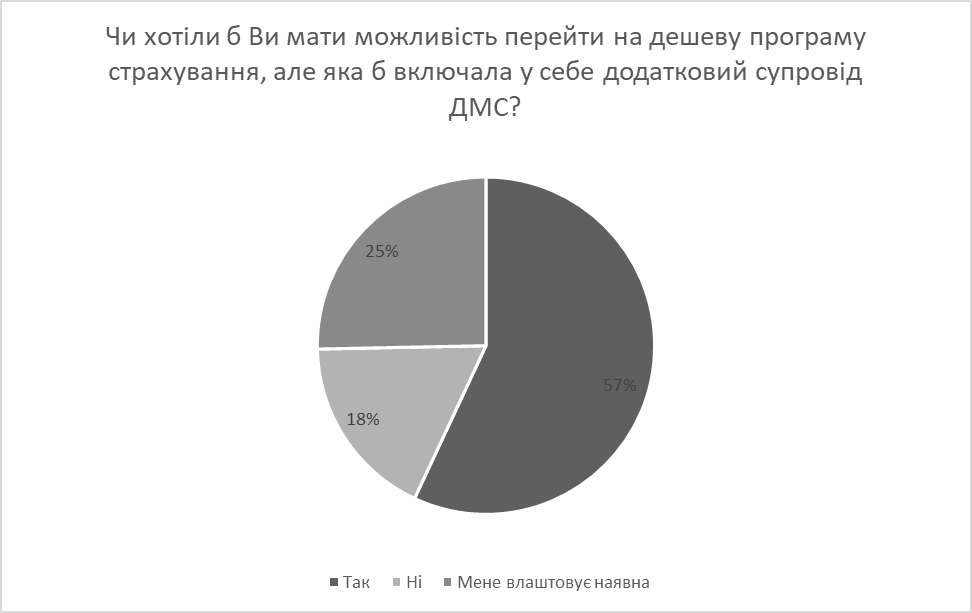 Чи хотіли б Ви мати можливість перейти на дешеву програму
страхування, але яка б включала у себе додатковий супровід
ДМС?
25%
57%
18%
Так Ні Мене влаштовує наявна